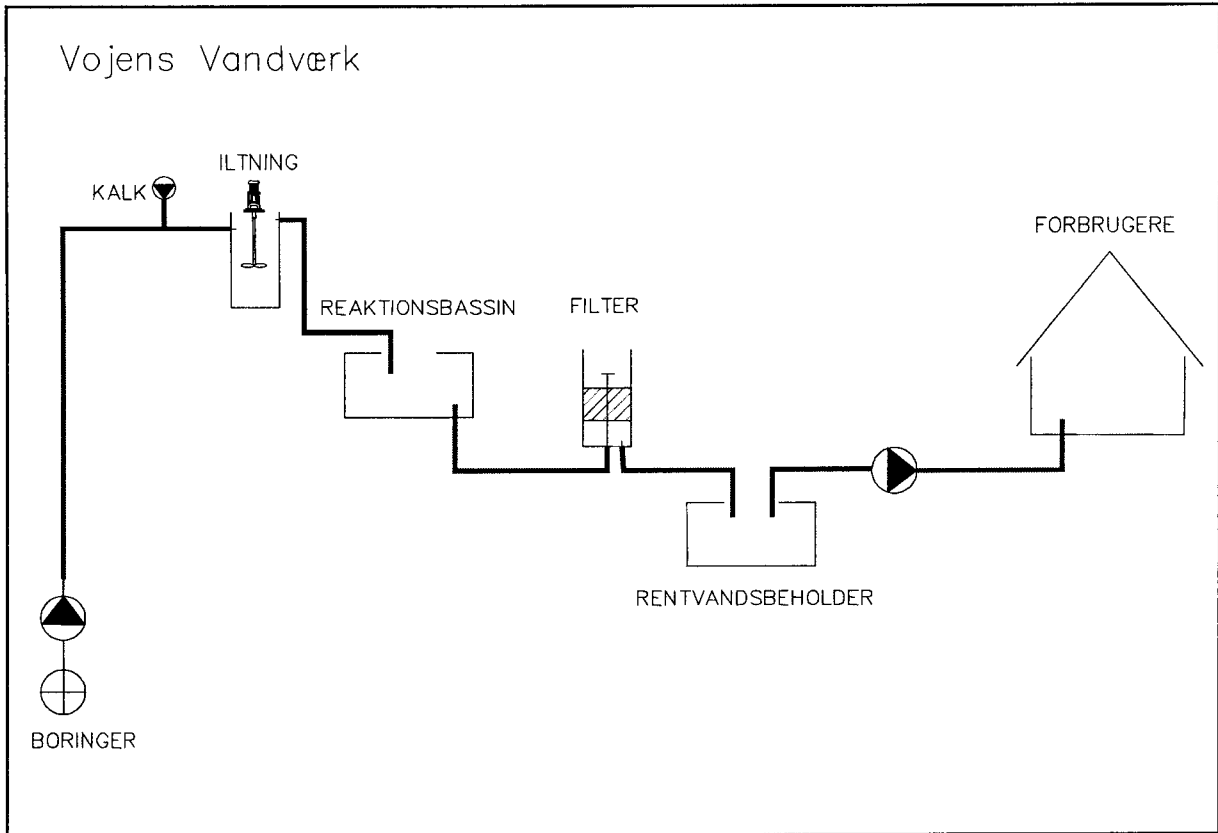 Vojens Vandværk
ILTNING
KALK
FORBRUGERE
REAKTIONSBASSIN
FILTER
RENTVANDSBEHOLDER
BORINGER